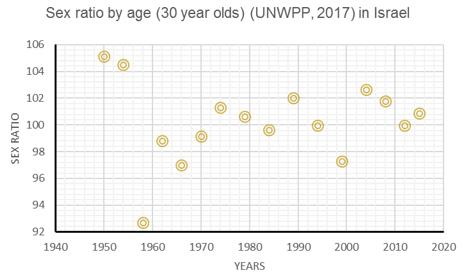 Sex ratio by age (30 year olds) (UNWPP, 2017) in Israel
106
104
102
100
98
96
94
92
SEX RATIO
1940 1950 1960 1970 1980 1990 2000 2010 2020
YEARS